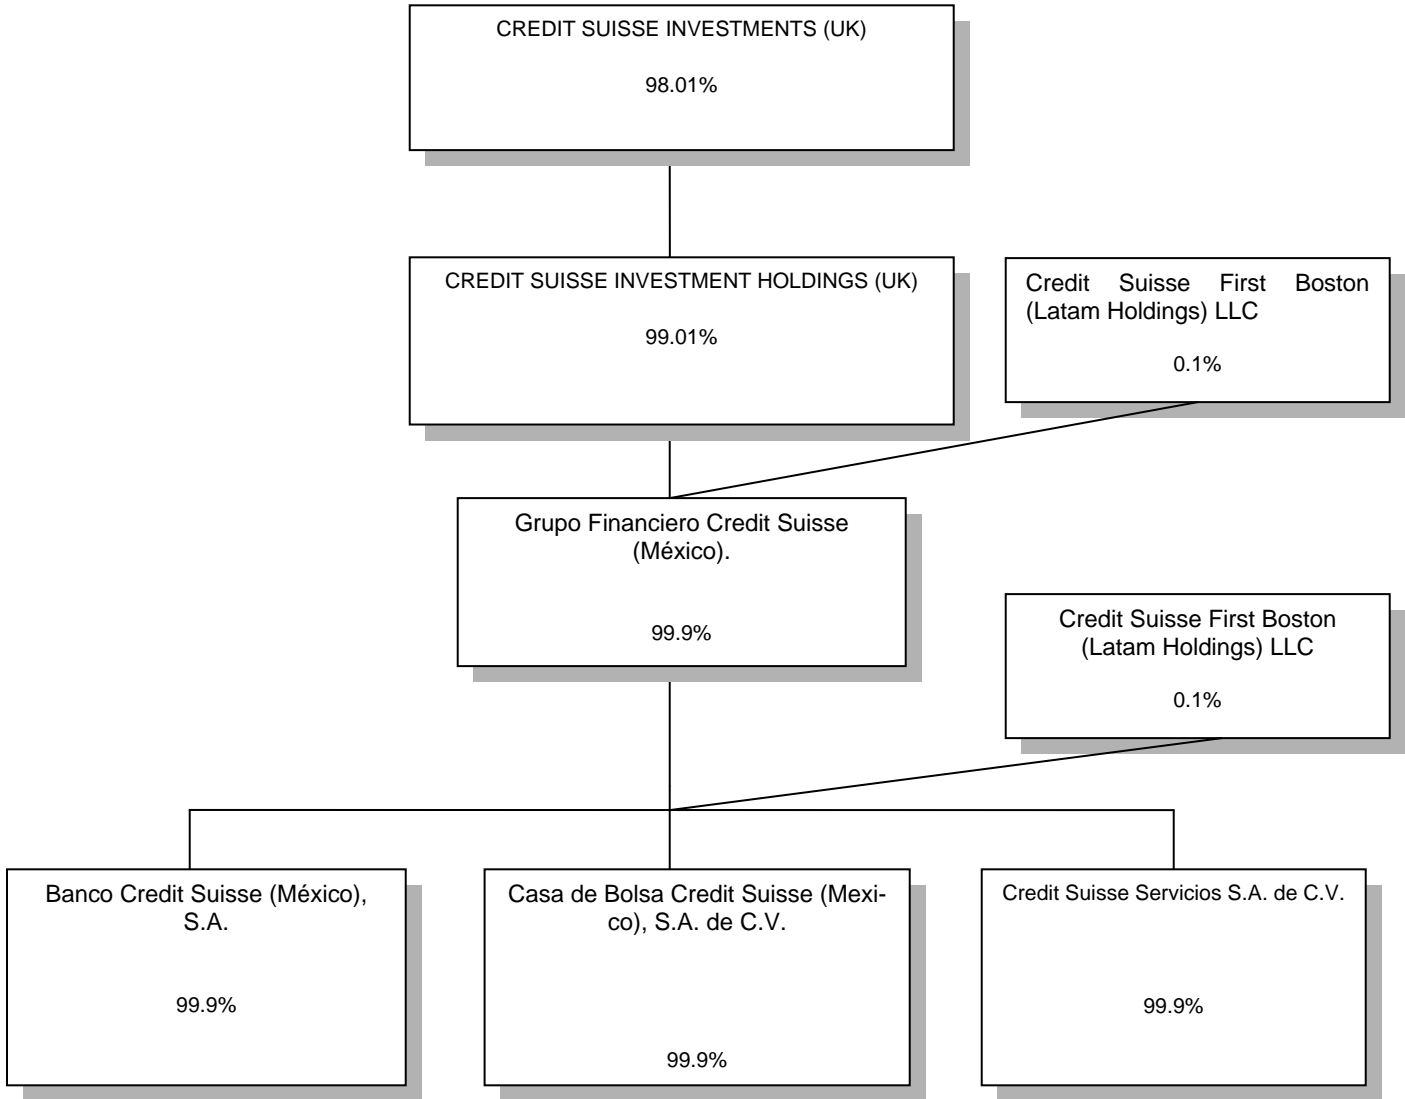 CREDIT SUISSE INVESTMENTS (UK)
98.01%
CREDIT SUISSE INVESTMENT HOLDINGS (UK)
99.01%
Credit Suisse First Boston
(Latam Holdings) LLC
0.1%
Grupo Financiero Credit Suisse
(México).
99.9%
Credit Suisse First Boston
(Latam Holdings) LLC
0.1%
Banco Credit Suisse (México),
S.A.
99.9%
Casa de Bolsa Credit Suisse (Mexi-
co), S.A. de C.V.
99.9%
Credit Suisse Servicios S.A. de C.V.
99.9%